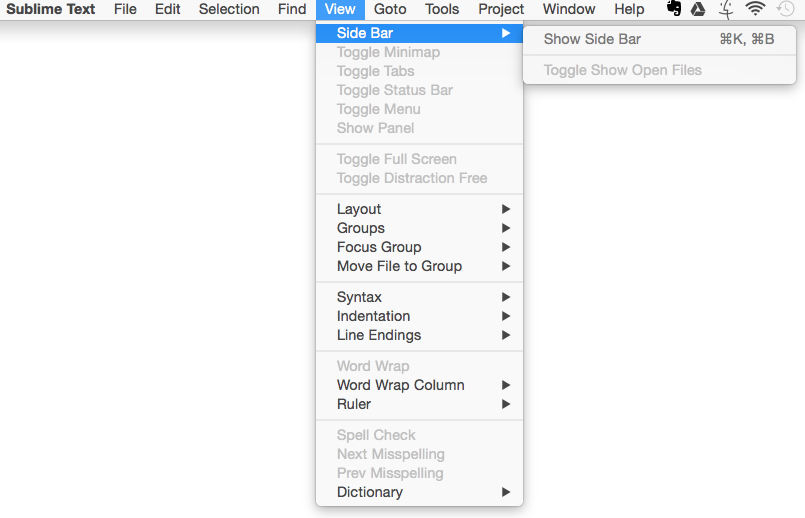 Sublime Text File Edit Selection Find View Goto Tools Project Window Help
Side Bar
Show Side Bar ⌘K, ⌘B
Toggle Show Open Files
Toggle Minimap
Toggle Tabs
Toggle Status Bar
Toggle Menu
Show Panel
Toggle Full Screen
Toggle Distraction Free
Layout
Groups
Focus Group
Move File to Group
Syntax
Indentation
Line Endings
Word Wrap
Word Wrap Column
Ruler
Spell Check
Next Misspelling
Prev Misspelling
Dictionary